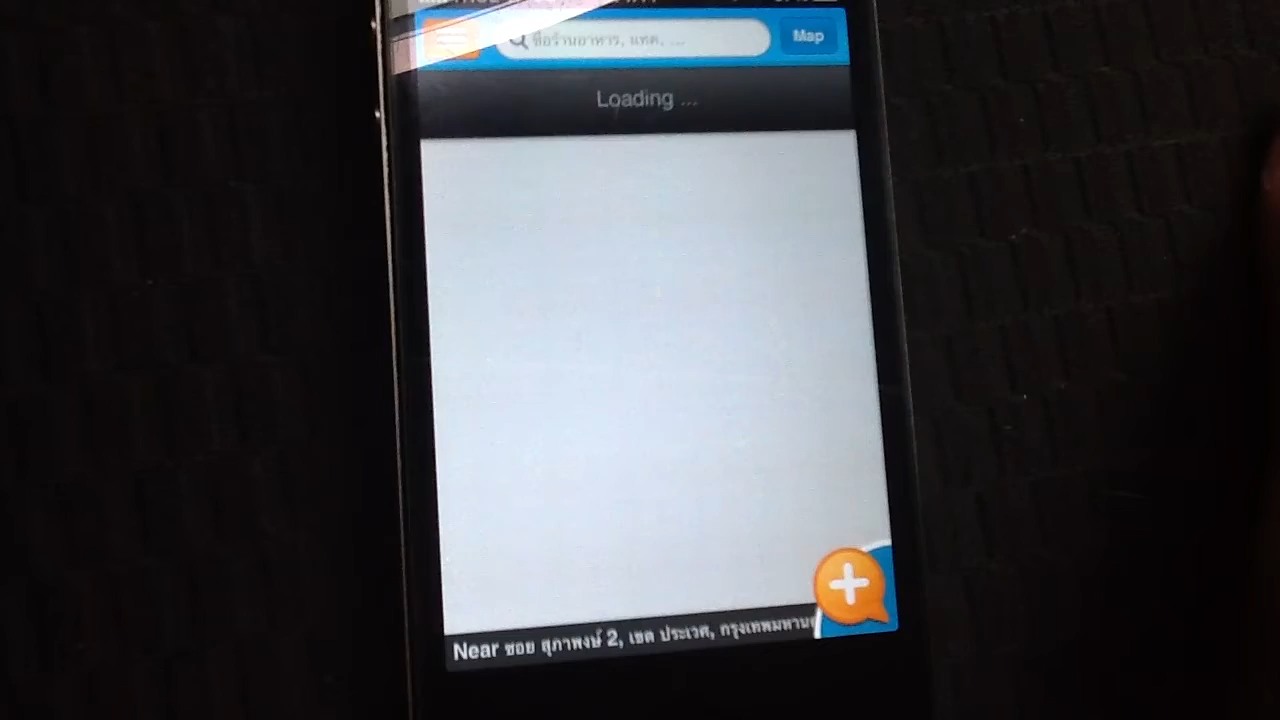 ชื่อร้านอาหาร, แทค, ...
Map
Loading ...
Near ซอย สุภาพงษ์ 2, เขต ประเวศ, กรุงเทพมหาน